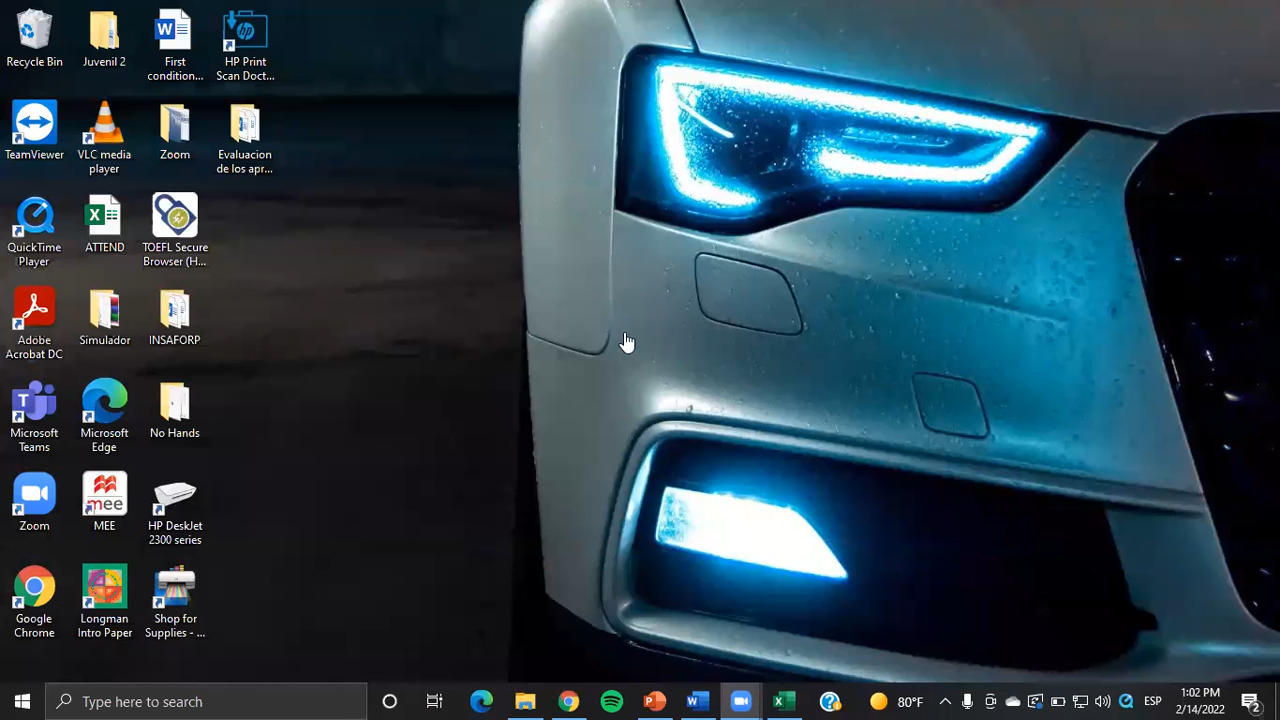 Recycle Bin
Juvenil 2
First
condition...
HP Print
Scan Doct...
TeamViewer
VLC media
player
Zoom
Evaluacion
de los apr...
QuickTime
Player
ATTEND
TOEFL Secure
Browser (H...
Adobe
Acrobat DC
Simulador
INSAFORP
Microsoft
Teams
Microsoft
Edge
No Hands
Zoom
mee
MEE
HP DeskJet
2300 series
Google
Chrome
Longman
Intro Paper
Shop for
Supplies - ...
Type here to search
80°F
ESP
1:02 PM
2/14/2022
2